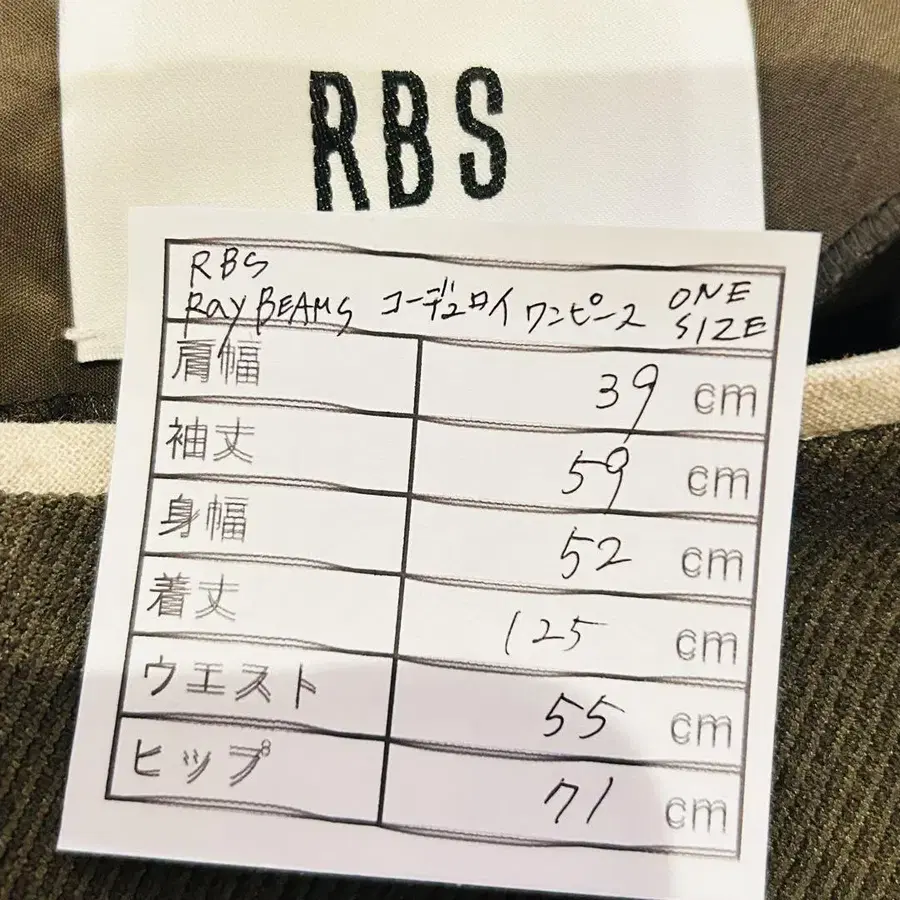 RBS
RBS
Ray BEAMS コーデュロイ ワンピース ONE SIZE
肩幅 39 cm
袖丈 59 cm
身幅 52 cm
着丈 125 cm
ウエスト 55 cm
ヒップ 71 cm